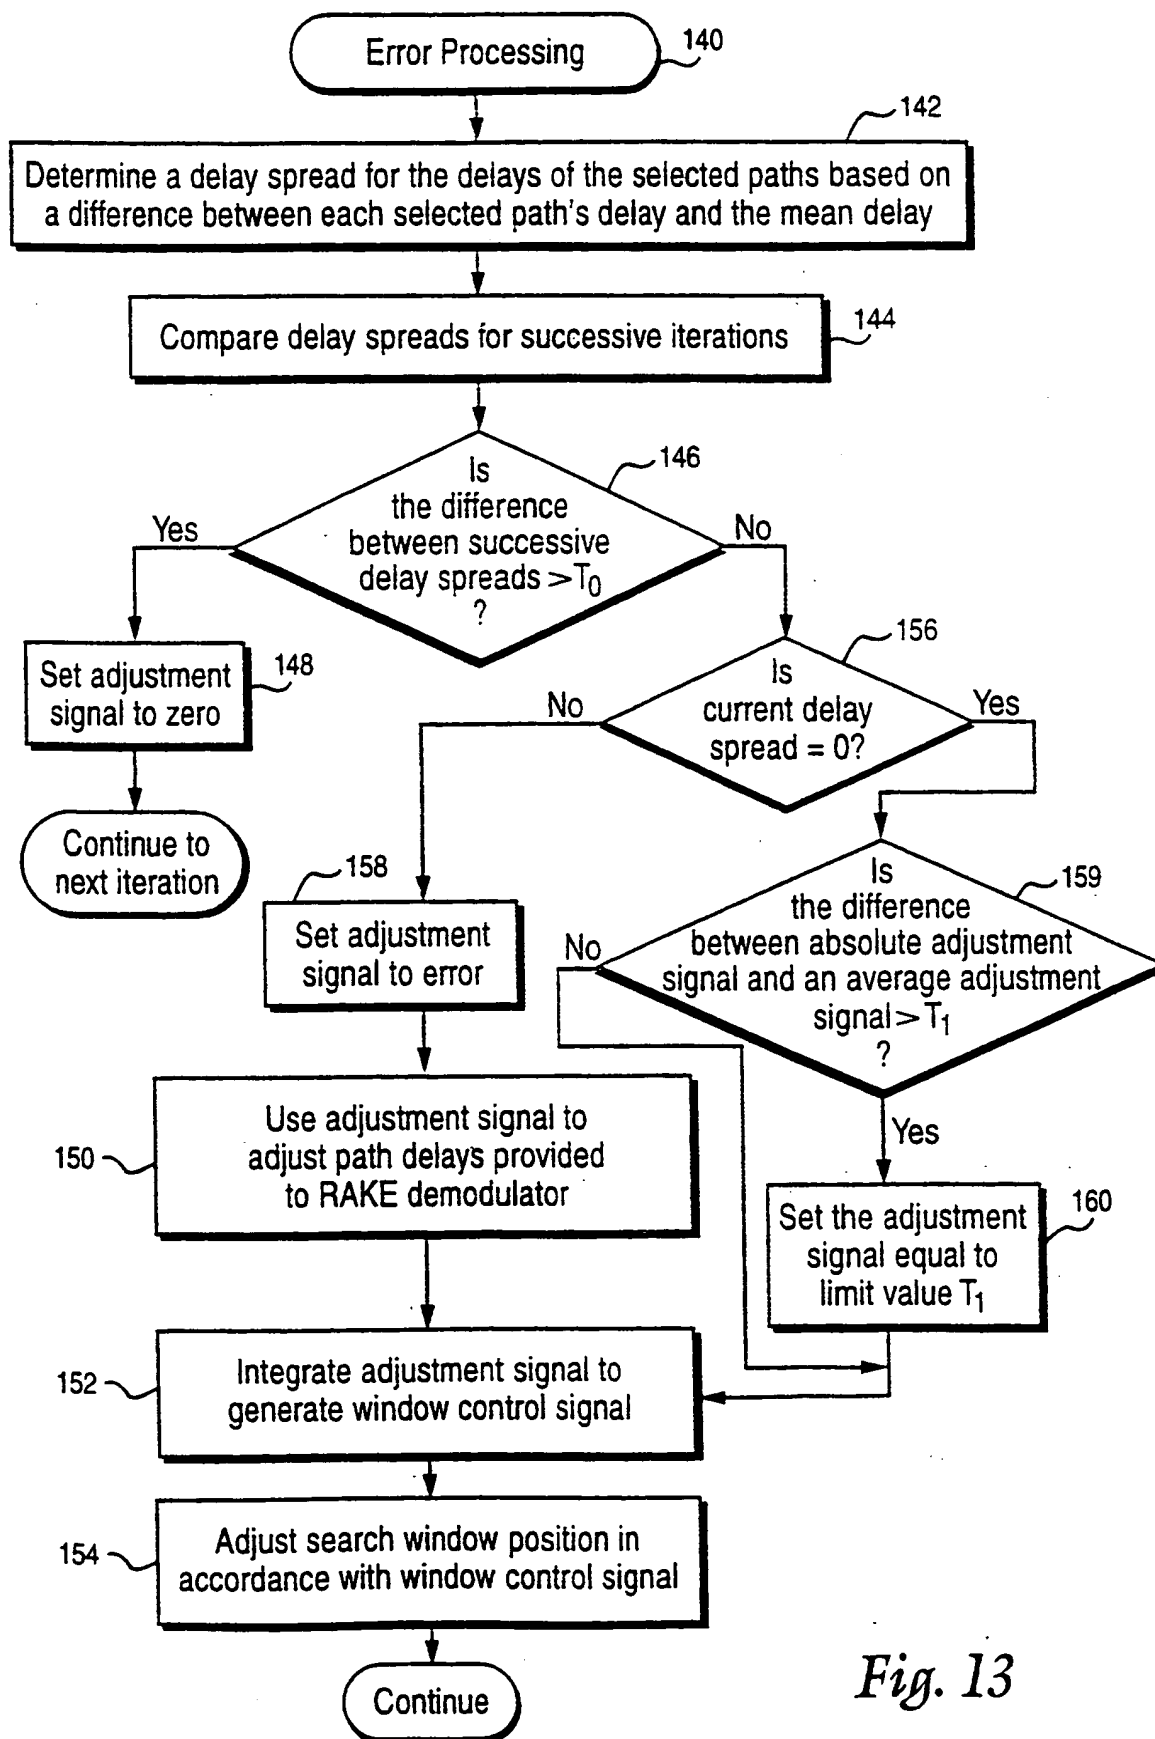 Error Processing
140
142
Determine a delay spread for the delays of the selected paths based on
a difference between each selected path's delay and the mean delay
Compare delay spreads for successive iterations
144
146
Is
the difference
between successive
delay spreads >T0
?
Yes
No
Set adjustment
signal to zero
148
Continue to
next iteration
156
Is
current delay
spread = 0?
No
Yes
158
Set adjustment
signal to error
159
Is
the difference
between absolute adjustment
signal and an average adjustment
signal >T1
?
No
Yes
150
Use adjustment signal to
adjust path delays provided
to RAKE demodulator
160
Set the adjustment
signal equal to
limit value T1
152
Integrate adjustment signal to
generate window control signal
154
Adjust search window position in
accordance with window control signal
Continue
Fig. 13